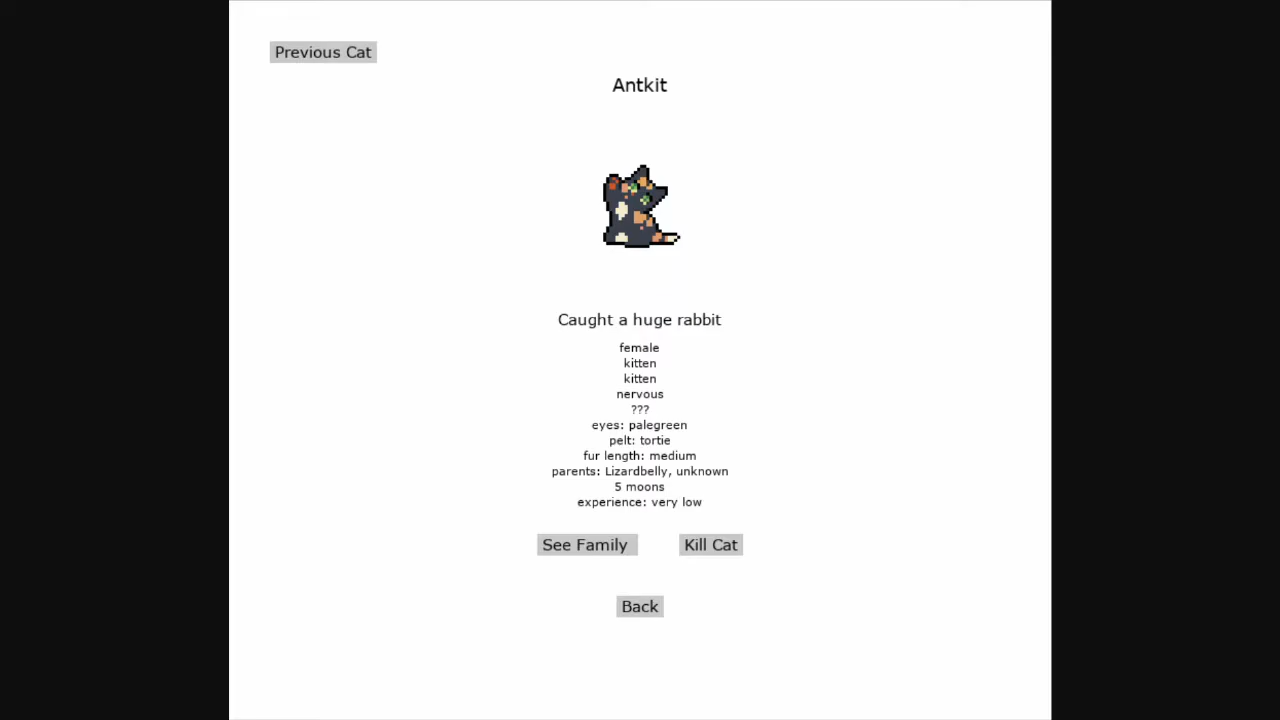 Previous Cat
Antkit
Caught a huge rabbit
female
kitten
kitten
nervous
???
eyes: palegreen
pelt: tortie
fur length: medium
parents: Lizardbelly, unknown
5 moons
experience: very low
See Family
Kill Cat
Back